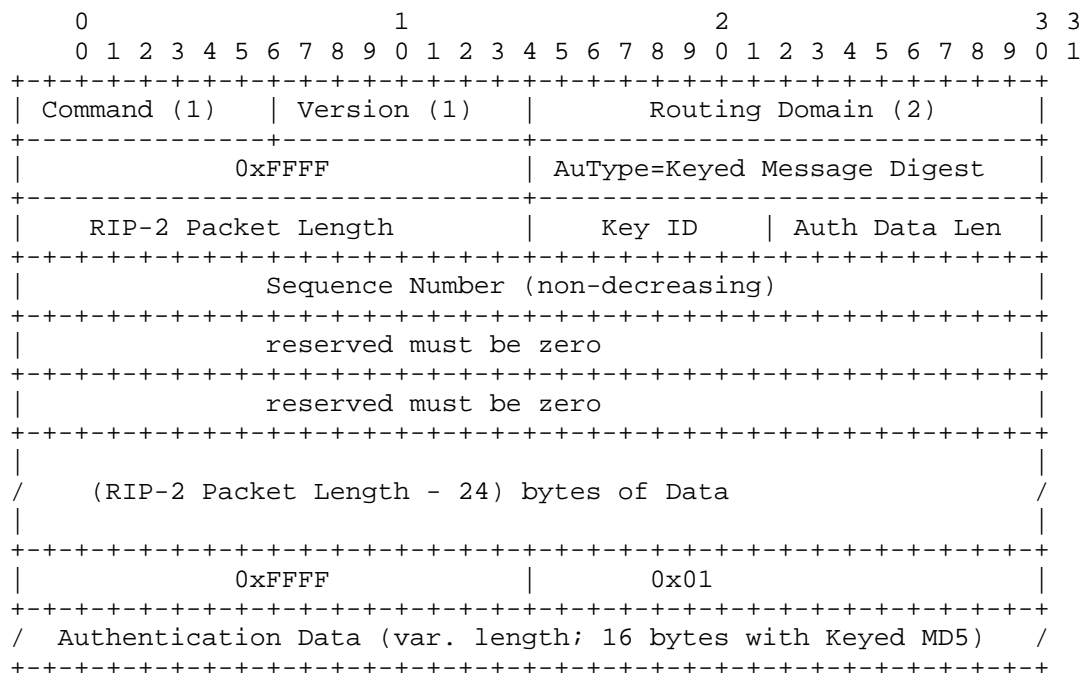 0                   1                   2                   3 3
    0 1 2 3 4 5 6 7 8 9 0 1 2 3 4 5 6 7 8 9 0 1 2 3 4 5 6 7 8 9 0 1
+-+-+-+-+-+-+-+-+-+-+-+-+-+-+-+-+-+-+-+-+-+-+-+-+-+-+-+-+-+-+-+-+
| Command (1)   | Version (1)   |       Routing Domain (2)      |
+---------------+---------------+-------------------------------+
|             0xFFFF            | AuType=Keyed Message Digest   |
+-------------------------------+-------------------------------+
|    RIP-2 Packet Length        |    Key ID    | Auth Data Len  |
+-+-+-+-+-+-+-+-+-+-+-+-+-+-+-+-+-+-+-+-+-+-+-+-+-+-+-+-+-+-+-+-+
|               Sequence Number (non-decreasing)                |
+-+-+-+-+-+-+-+-+-+-+-+-+-+-+-+-+-+-+-+-+-+-+-+-+-+-+-+-+-+-+-+-+
|               reserved must be zero                           |
+-+-+-+-+-+-+-+-+-+-+-+-+-+-+-+-+-+-+-+-+-+-+-+-+-+-+-+-+-+-+-+-+
|               reserved must be zero                           |
+-+-+-+-+-+-+-+-+-+-+-+-+-+-+-+-+-+-+-+-+-+-+-+-+-+-+-+-+-+-+-+-+
|                                                               |
/    (RIP-2 Packet Length - 24) bytes of Data                   /
|                                                               |
+-+-+-+-+-+-+-+-+-+-+-+-+-+-+-+-+-+-+-+-+-+-+-+-+-+-+-+-+-+-+-+-+
|             0xFFFF            |       0x01                    |
+-+-+-+-+-+-+-+-+-+-+-+-+-+-+-+-+-+-+-+-+-+-+-+-+-+-+-+-+-+-+-+-+
/  Authentication Data (var. length; 16 bytes with Keyed MD5)   /
+-+-+-+-+-+-+-+-+-+-+-+-+-+-+-+-+-+-+-+-+-+-+-+-+-+-+-+-+-+-+-+-+